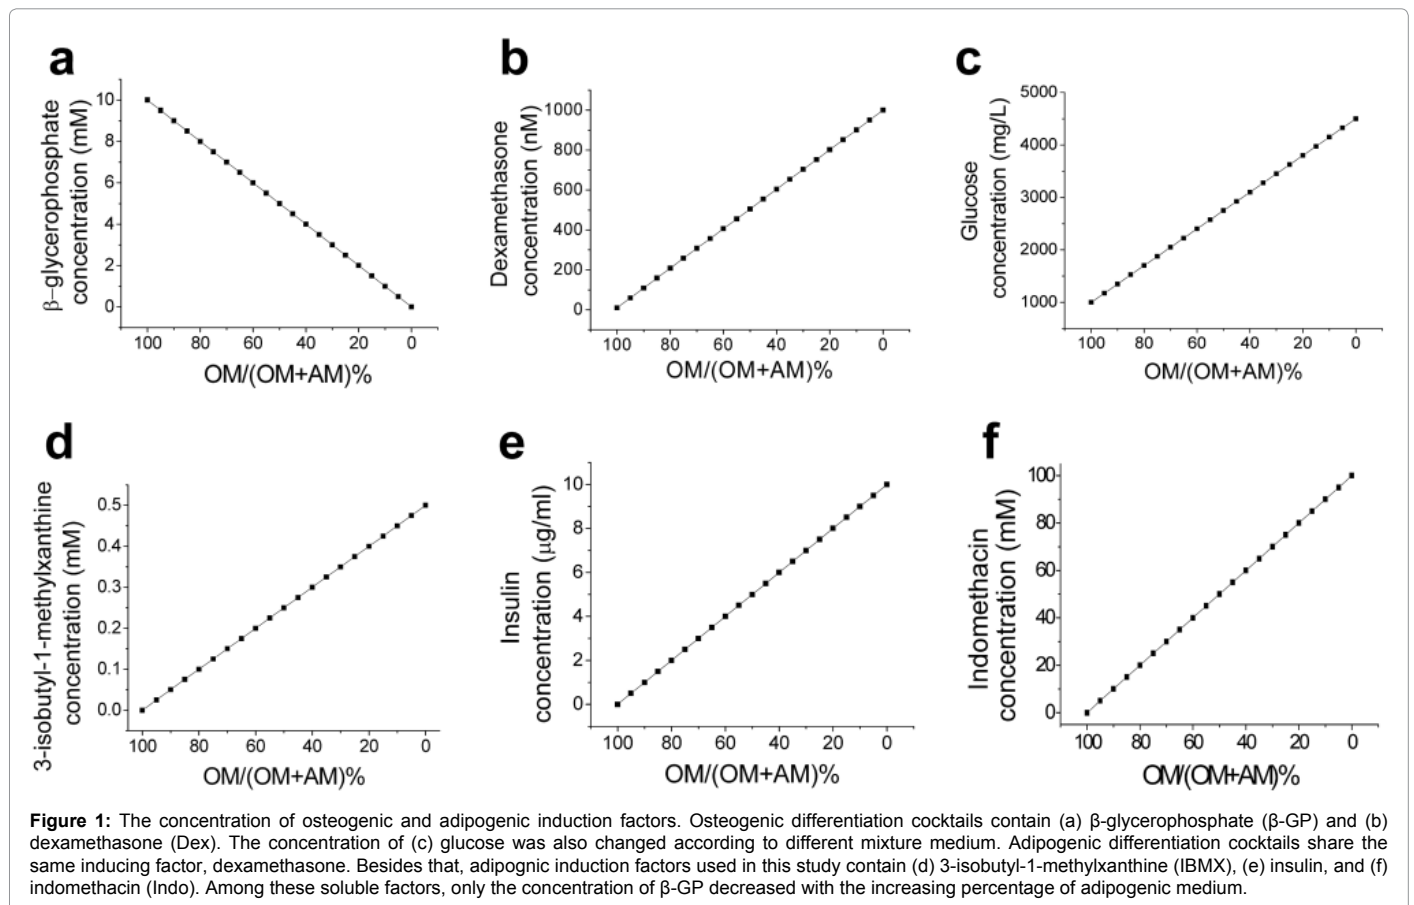 a
β-glycerophosphate
concentration (mM)
10
8
6
4
2
0
100 80 60 40 20 0
OM/(OM+AM)%
b
Dexamethasone
concentration (nM)
1000
800
600
400
200
0
100 80 60 40 20 0
OM/(OM+AM)%
c
Glucose
concentration (mg/L)
5000
4000
3000
2000
1000
100 80 60 40 20 0
OM/(OM+AM)%
d
3-isobutyl-1-methylxanthine
concentration (mM)
0.5
0.4
0.3
0.2
0.1
0.0
100 80 60 40 20 0
OM/(OM+AM)%
e
Insulin
concentration (μg/ml)
10
8
6
4
2
0
100 80 60 40 20 0
OM/(OM+AM)%
f
Indomethacin
concentration (mM)
100
80
60
40
20
0
100 80 60 40 20 0
OM/(OM+AM)%
Figure 1: The concentration of osteogenic and adipogenic induction factors. Osteogenic differentiation cocktails contain (a) β-glycerophosphate (β-GP) and (b)
dexamethasone (Dex). The concentration of (c) glucose was also changed according to different mixture medium. Adipogenic differentiation cocktails share the
same inducing factor, dexamethasone. Besides that, adipognic induction factors used in this study contain (d) 3-isobutyl-1-methylxanthine (IBMX), (e) insulin, and (f)
indomethacin (Indo). Among these soluble factors, only the concentration of β-GP decreased with the increasing percentage of adipogenic medium.